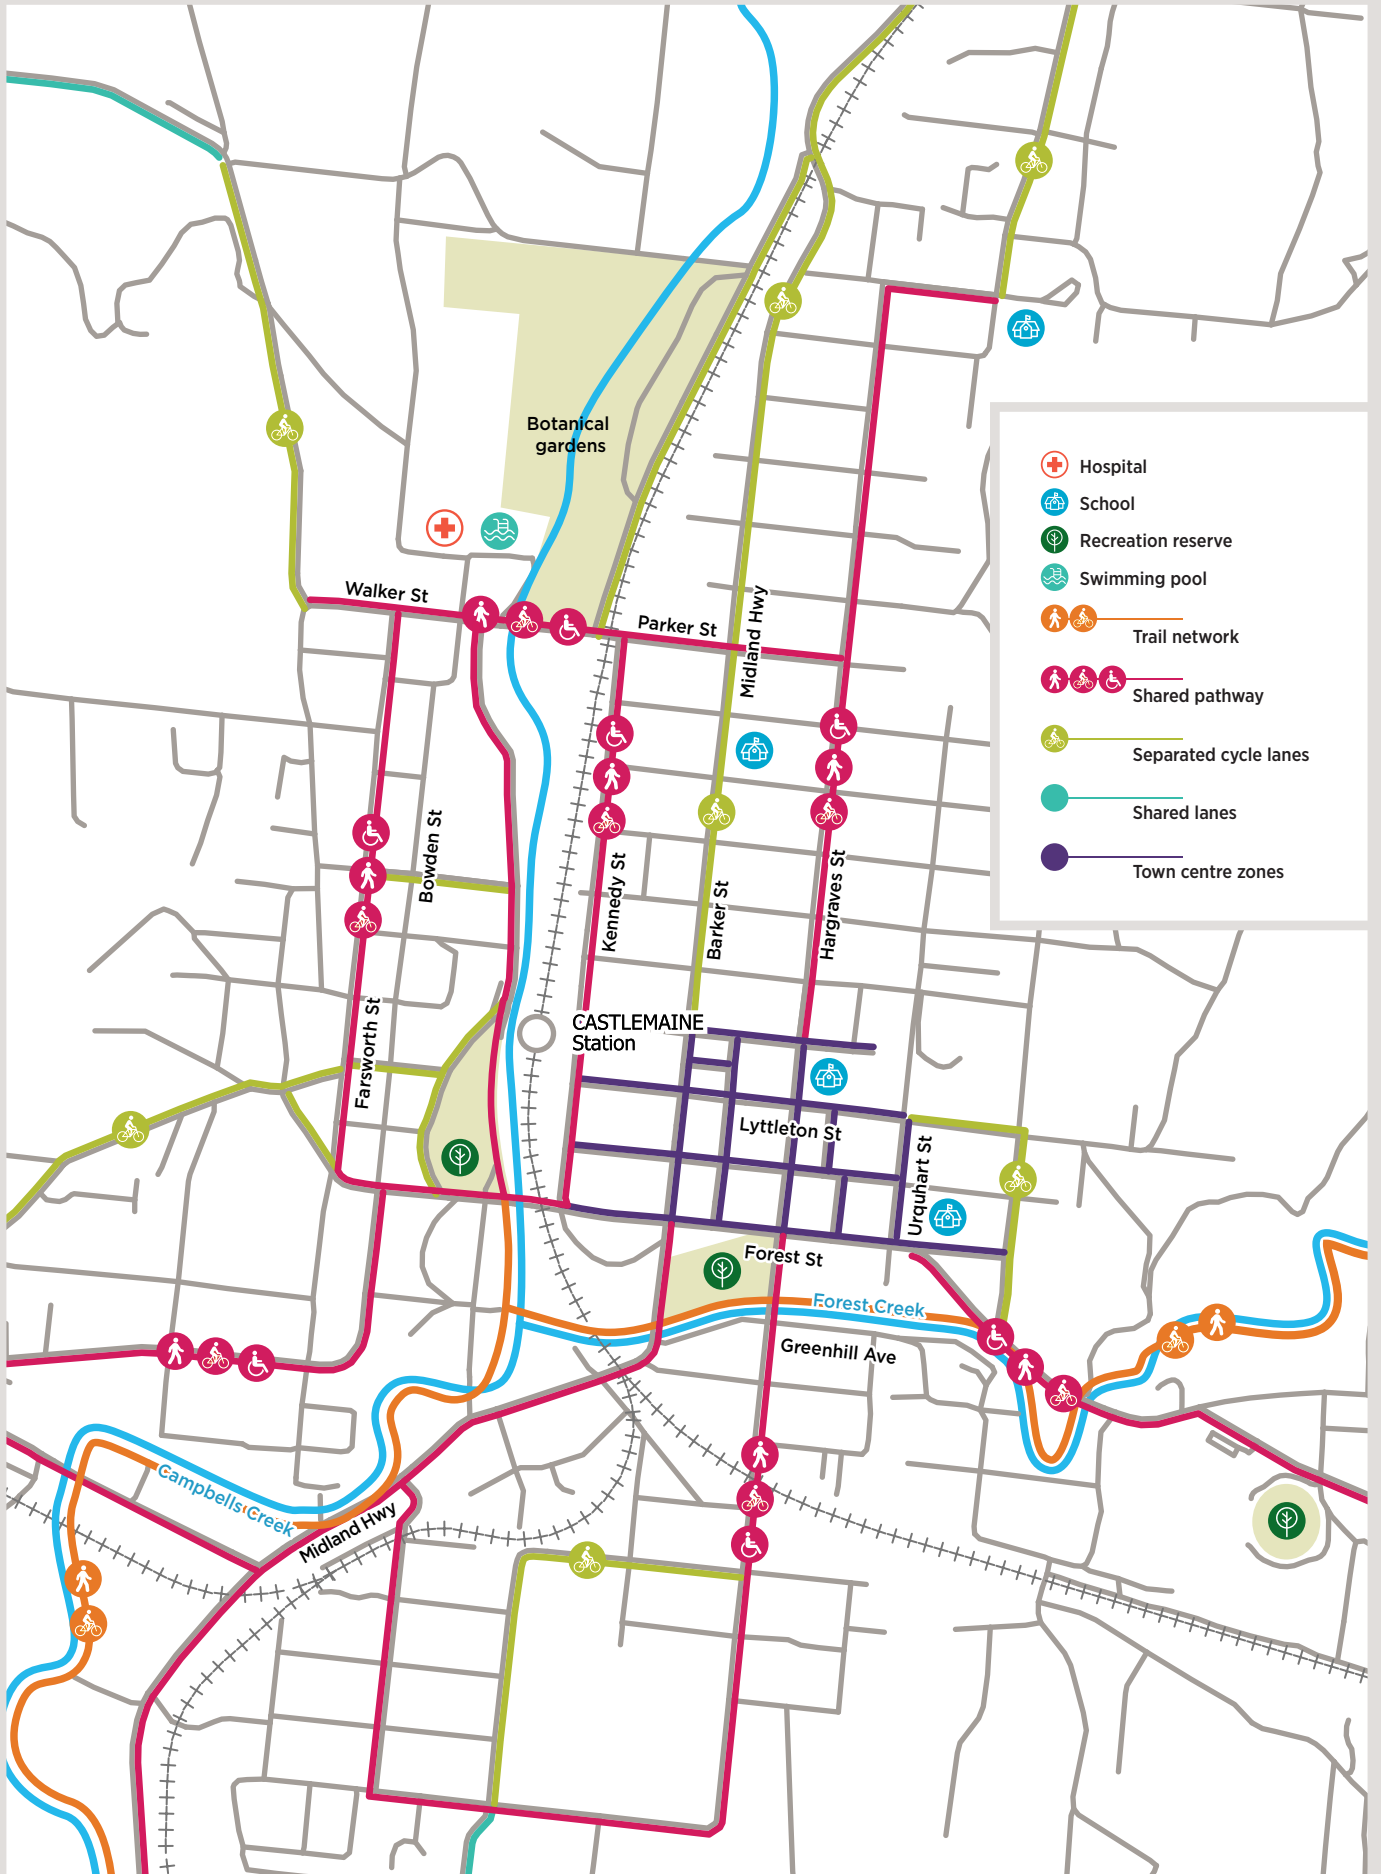 Botanical
gardens
Hospital
School
Recreation reserve
Swimming pool
Trail network
Shared pathway
Separated cycle lanes
Shared lanes
Town centre zones
Walker St
Parker St
Midland Hwy
Bowden St
Kennedy St
Barker St
Hargraves St
Farsworth St
CASTLEMAINE
Station
Lyttleton St
Urquhart St
Forest St
Forest Creek
Greenhill Ave
Campbells Creek
Midland Hwy